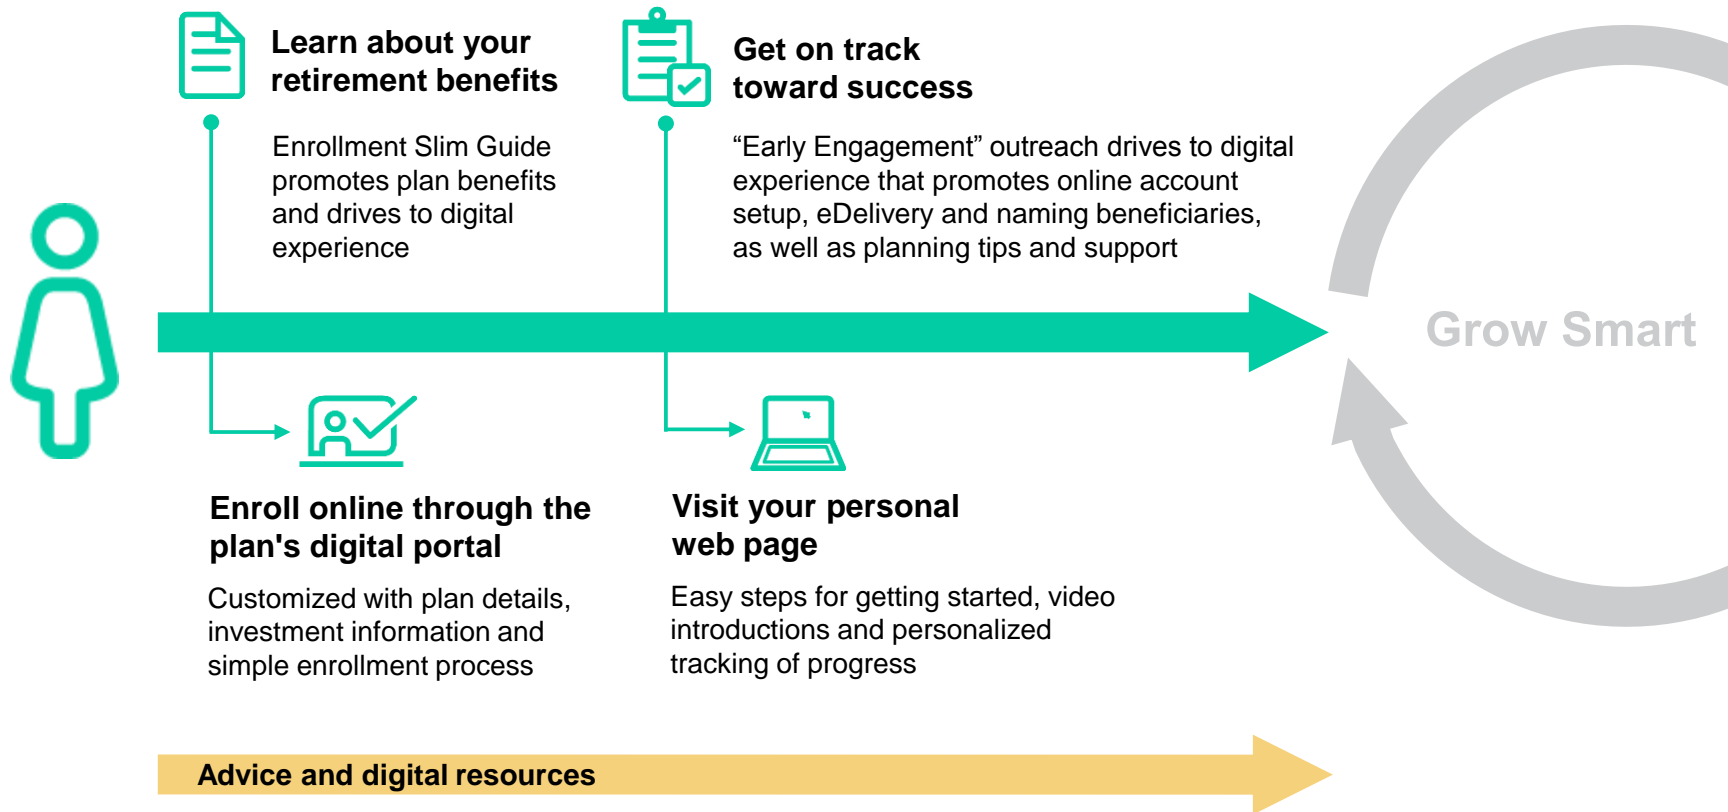 Learn about your
retirement benefits
Enrollment Slim Guide
promotes plan benefits
and drives to digital
experience
Get on track
toward success
“Early Engagement” outreach drives to digital
experience that promotes online account
setup, eDelivery and naming beneficiaries,
as well as planning tips and support
Grow Smart
Enroll online through the
plan's digital portal
Customized with plan details,
investment information and
simple enrollment process
Visit your personal
web page
Easy steps for getting started, video
introductions and personalized
tracking of progress
Advice and digital resources